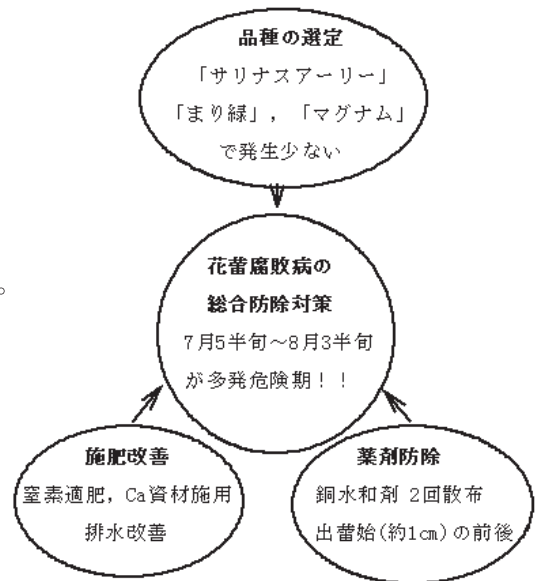 品種の選定
「サリナスアーリー」
「まり緑」，「マグナム」
で発生少ない
。
花蕾腐敗病の
総合防除対策
7月5半旬～8月3半旬
が多発危険期！！
施肥改善
窒素適肥，Ca資材施用
排水改善
薬剤防除
銅水和剤 2回散布
出蕾始(約1㎝)の前後